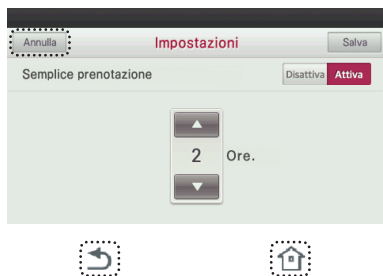 Annulla Impostazioni Salva
Semplice prenotazione Disattiva Attiva
2 Ore.